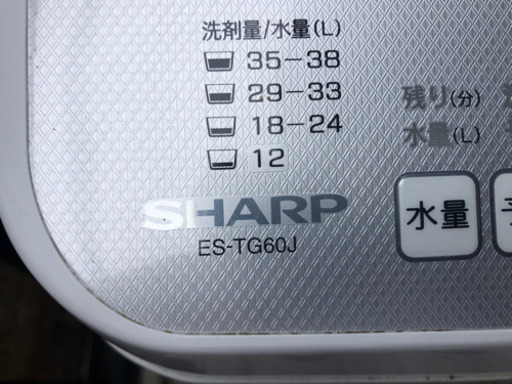 洗剤量/水量(L)
35-38
29-33
18-24
12
残り(分)
水量(L)
SHARP
ES-TG60J
水量